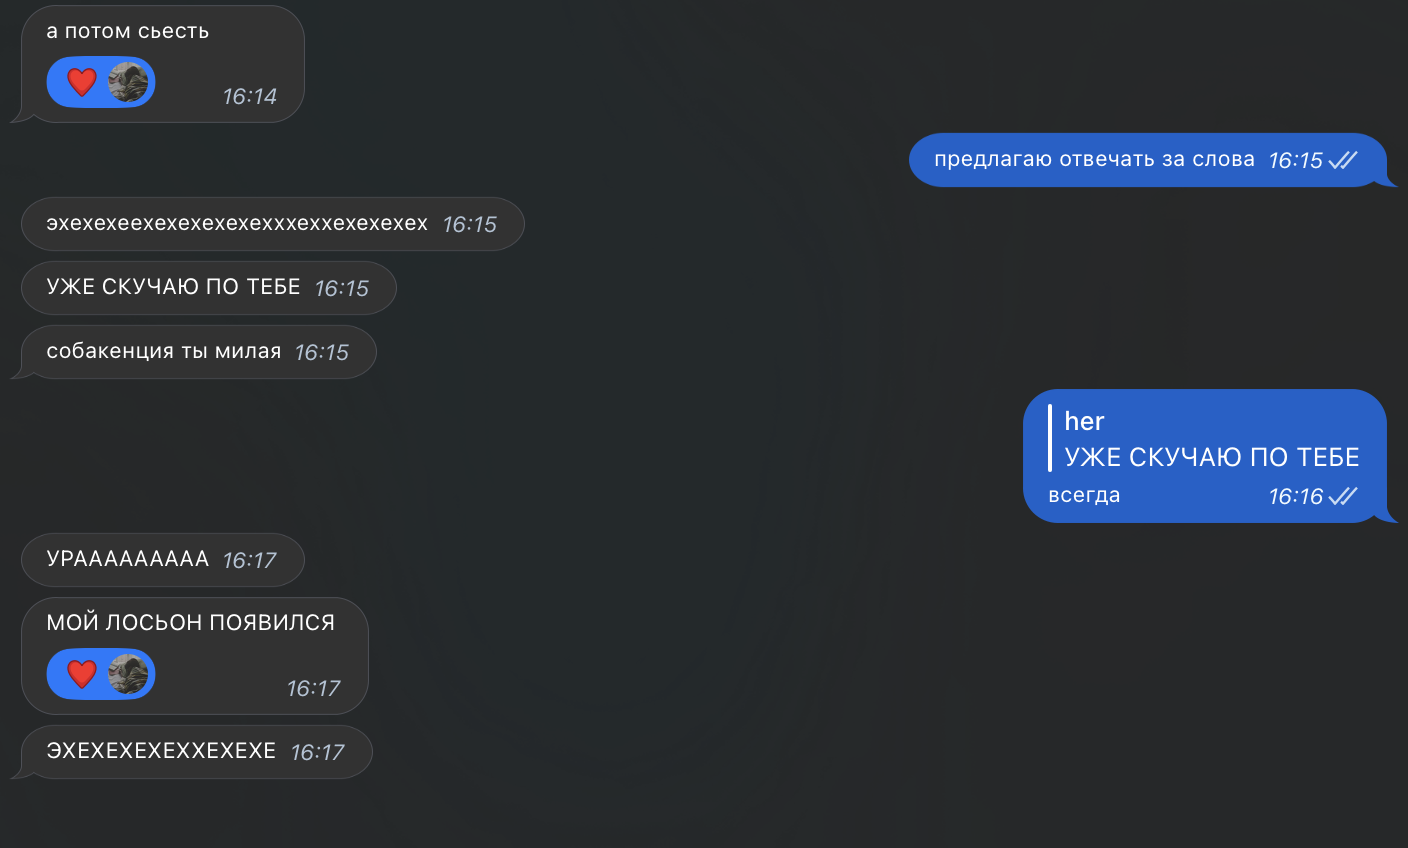 а потом сьесть
16:14
предлагаю отвечать за слова 16:15
эхехехеехехехехехехххеххехехехех 16:15
УЖЕ СКУЧАЮ ПО ТЕБЕ 16:15
собакенция ты милая 16:15
her
УЖЕ СКУЧАЮ ПО ТЕБЕ
всегда 16:16
УРААААААААА 16:17
МОЙ ЛОСЬОН ПОЯВИЛСЯ
16:17
ЭХЕХЕХЕХЕХХЕХЕХЕ 16:17